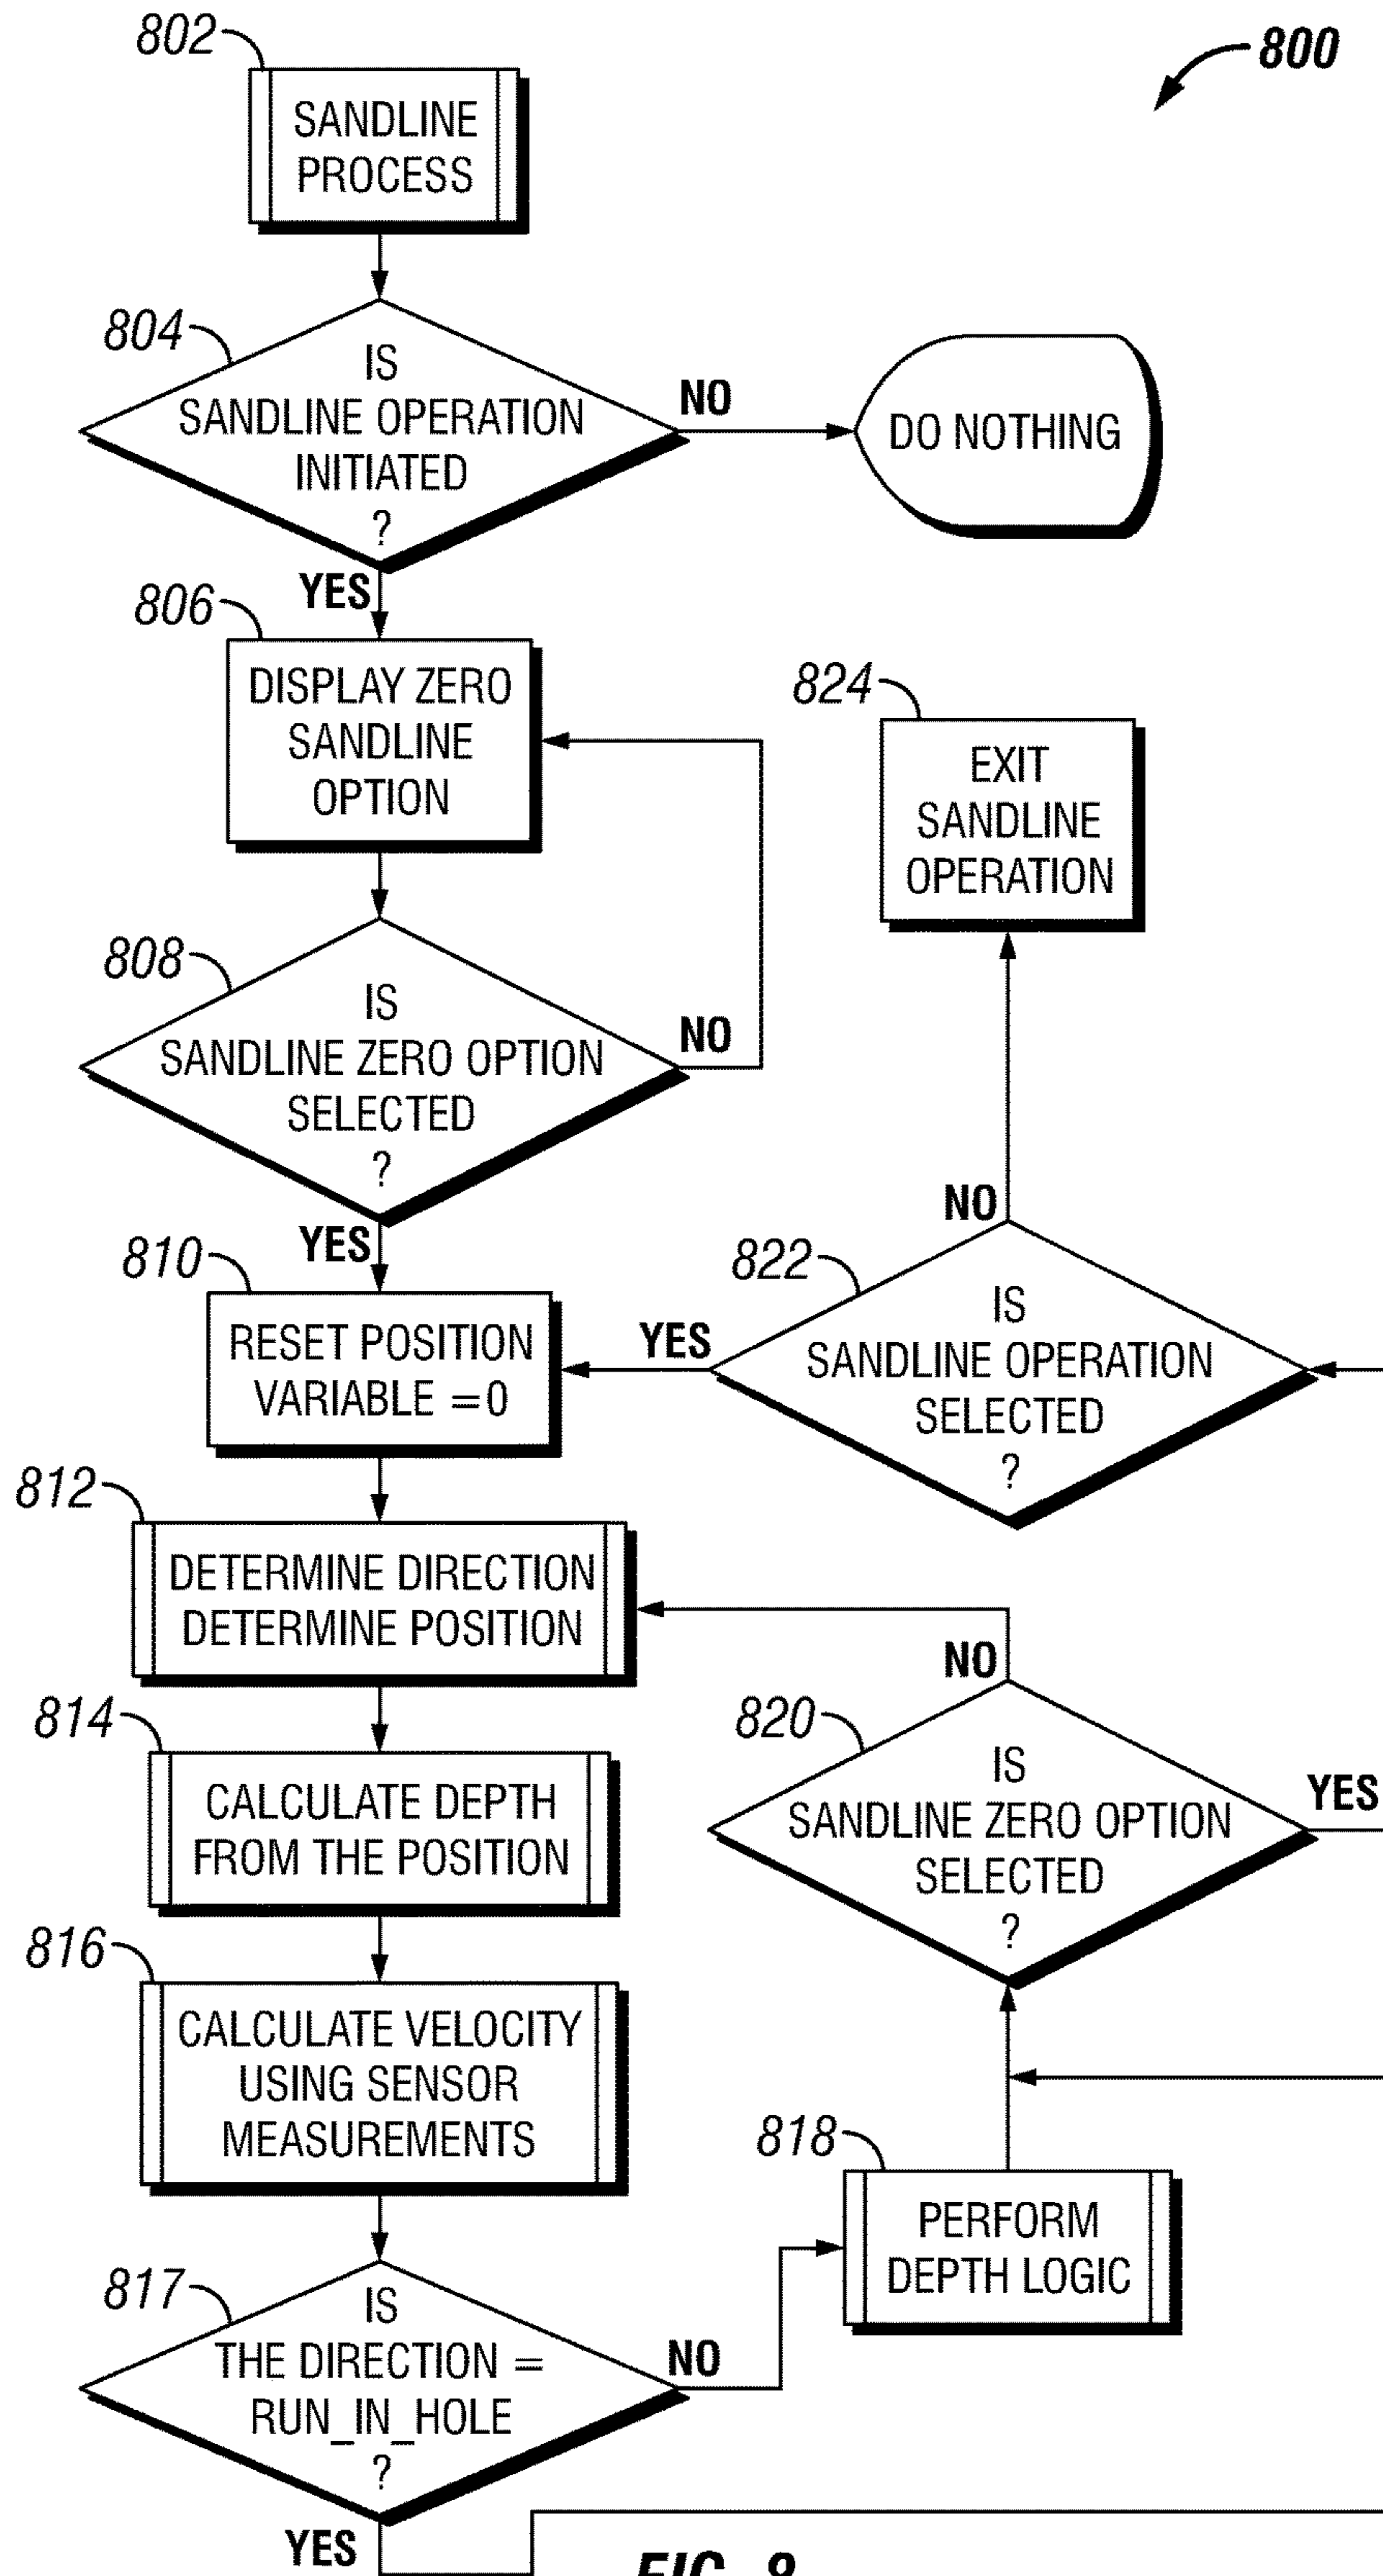 800
802
SANDLINE
PROCESS
804
IS
SANDLINE OPERATION
INITIATED
?
NO
DO NOTHING
YES
806
DISPLAY ZERO
SANDLINE
OPTION
808
IS
SANDLINE ZERO OPTION
SELECTED
?
NO
YES
810
RESET POSITION
VARIABLE =0
812
DETERMINE DIRECTION
DETERMINE POSITION
814
CALCULATE DEPTH
FROM THE POSITION
816
CALCULATE VELOCITY
USING SENSOR
MEASUREMENTS
817
IS
THE DIRECTION =
RUN_IN_HOLE
?
NO
YES
818
PERFORM
DEPTH LOGIC
820
IS
SANDLINE ZERO OPTION
SELECTED
?
NO
YES
822
IS
SANDLINE OPERATION
SELECTED
?
YES
NO
824
EXIT
SANDLINE
OPERATION
FIG. 8